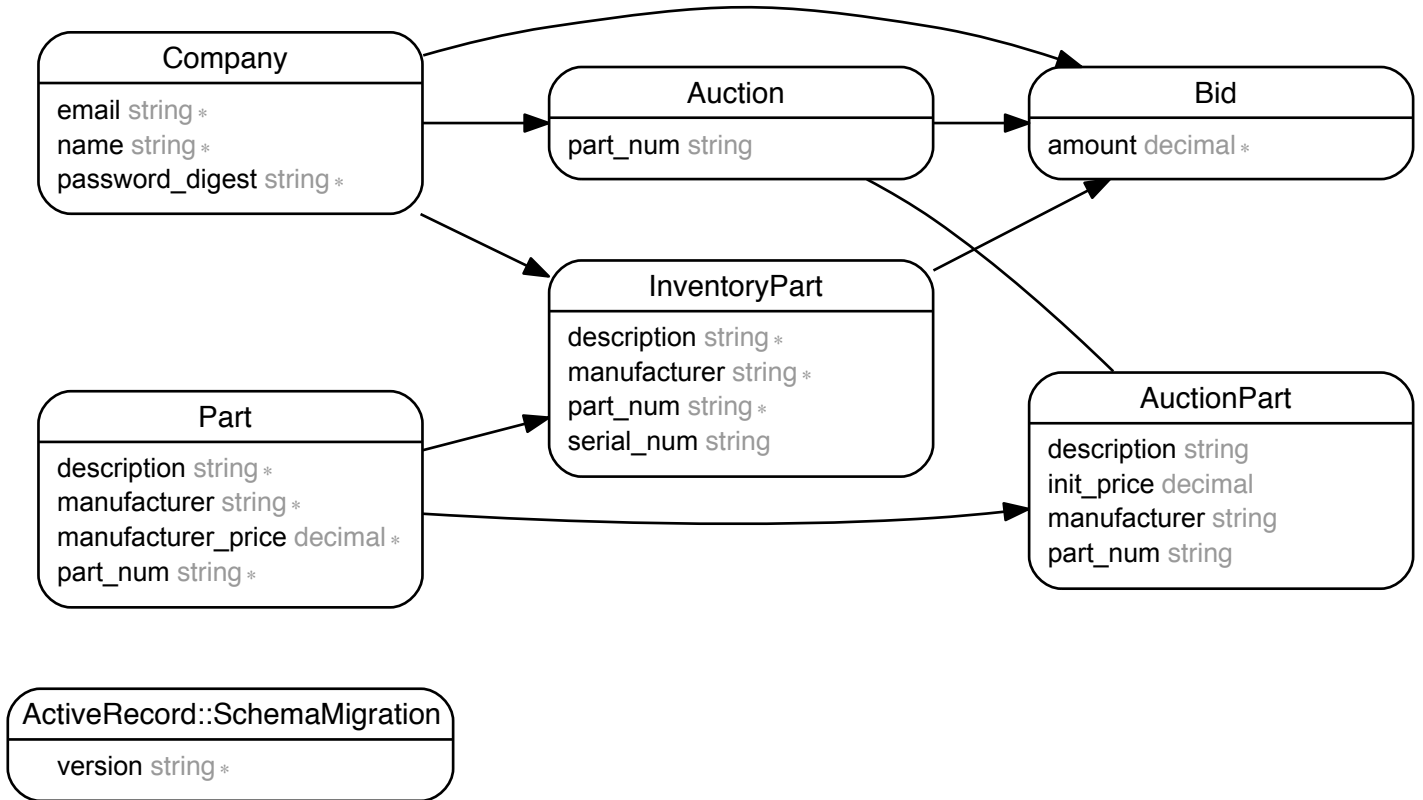 Company
email string *
name string *
password_digest string *
Auction
part_num string
Bid
amount decimal *
InventoryPart
description string *
manufacturer string *
part_num string *
serial_num string
Part
description string *
manufacturer string *
manufacturer_price decimal *
part_num string *
AuctionPart
description string
init_price decimal
manufacturer string
part_num string
ActiveRecord::SchemaMigration
version string *